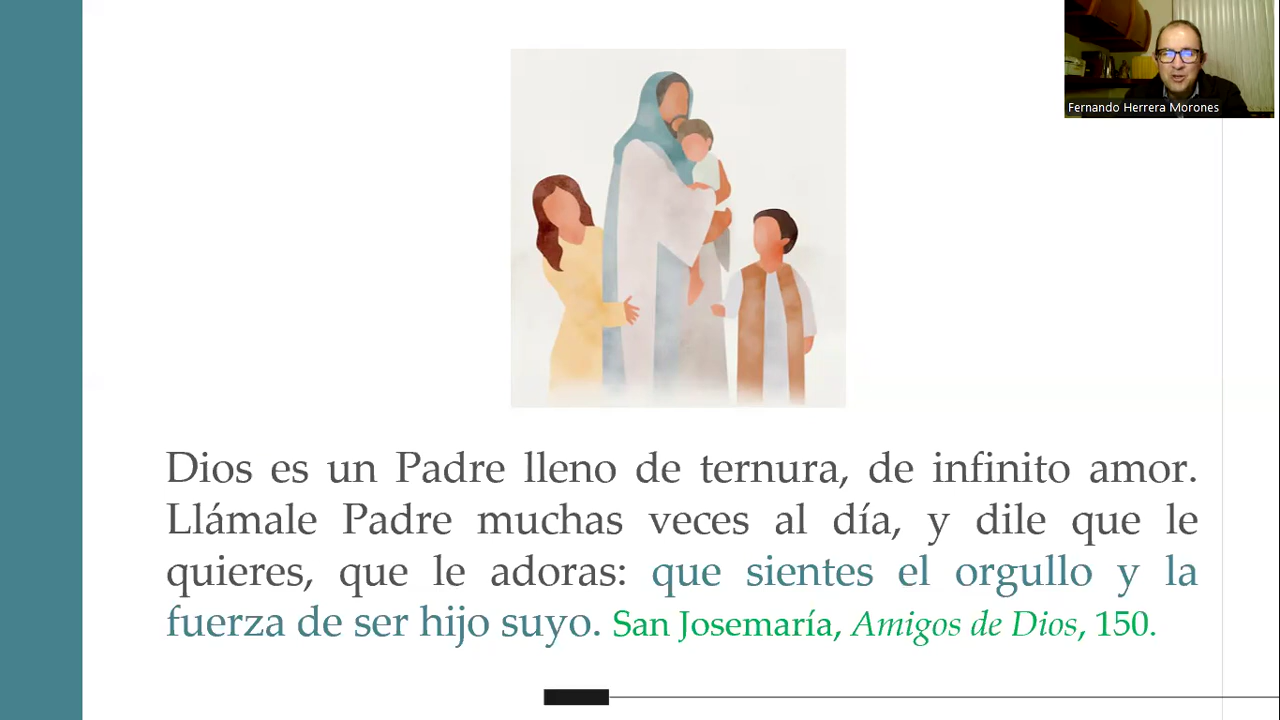 Fernando Herrera Morones
Dios es un Padre lleno de ternura, de infinito amor.
Llámale Padre muchas veces al día, y dile que le
quieres, que le adoras: que sientes el orgullo y la
fuerza de ser hijo suyo. San Josemaría, Amigos de Dios, 150.